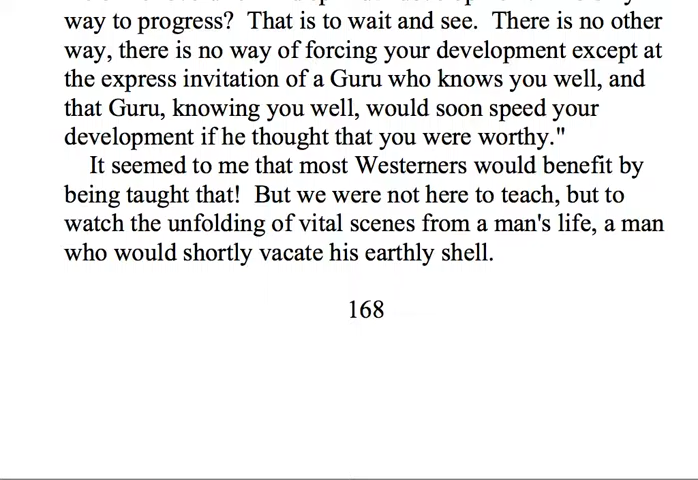 way to progress?  That is to wait and see.  There is no other
way, there is no way of forcing your development except at
the express invitation of a Guru who knows you well, and
that Guru, knowing you well, would soon speed your
development if he thought that you were worthy."
It seemed to me that most Westerners would benefit by
being taught that!  But we were not here to teach, but to
watch the unfolding of vital scenes from a man's life, a man
who would shortly vacate his earthly shell.
168